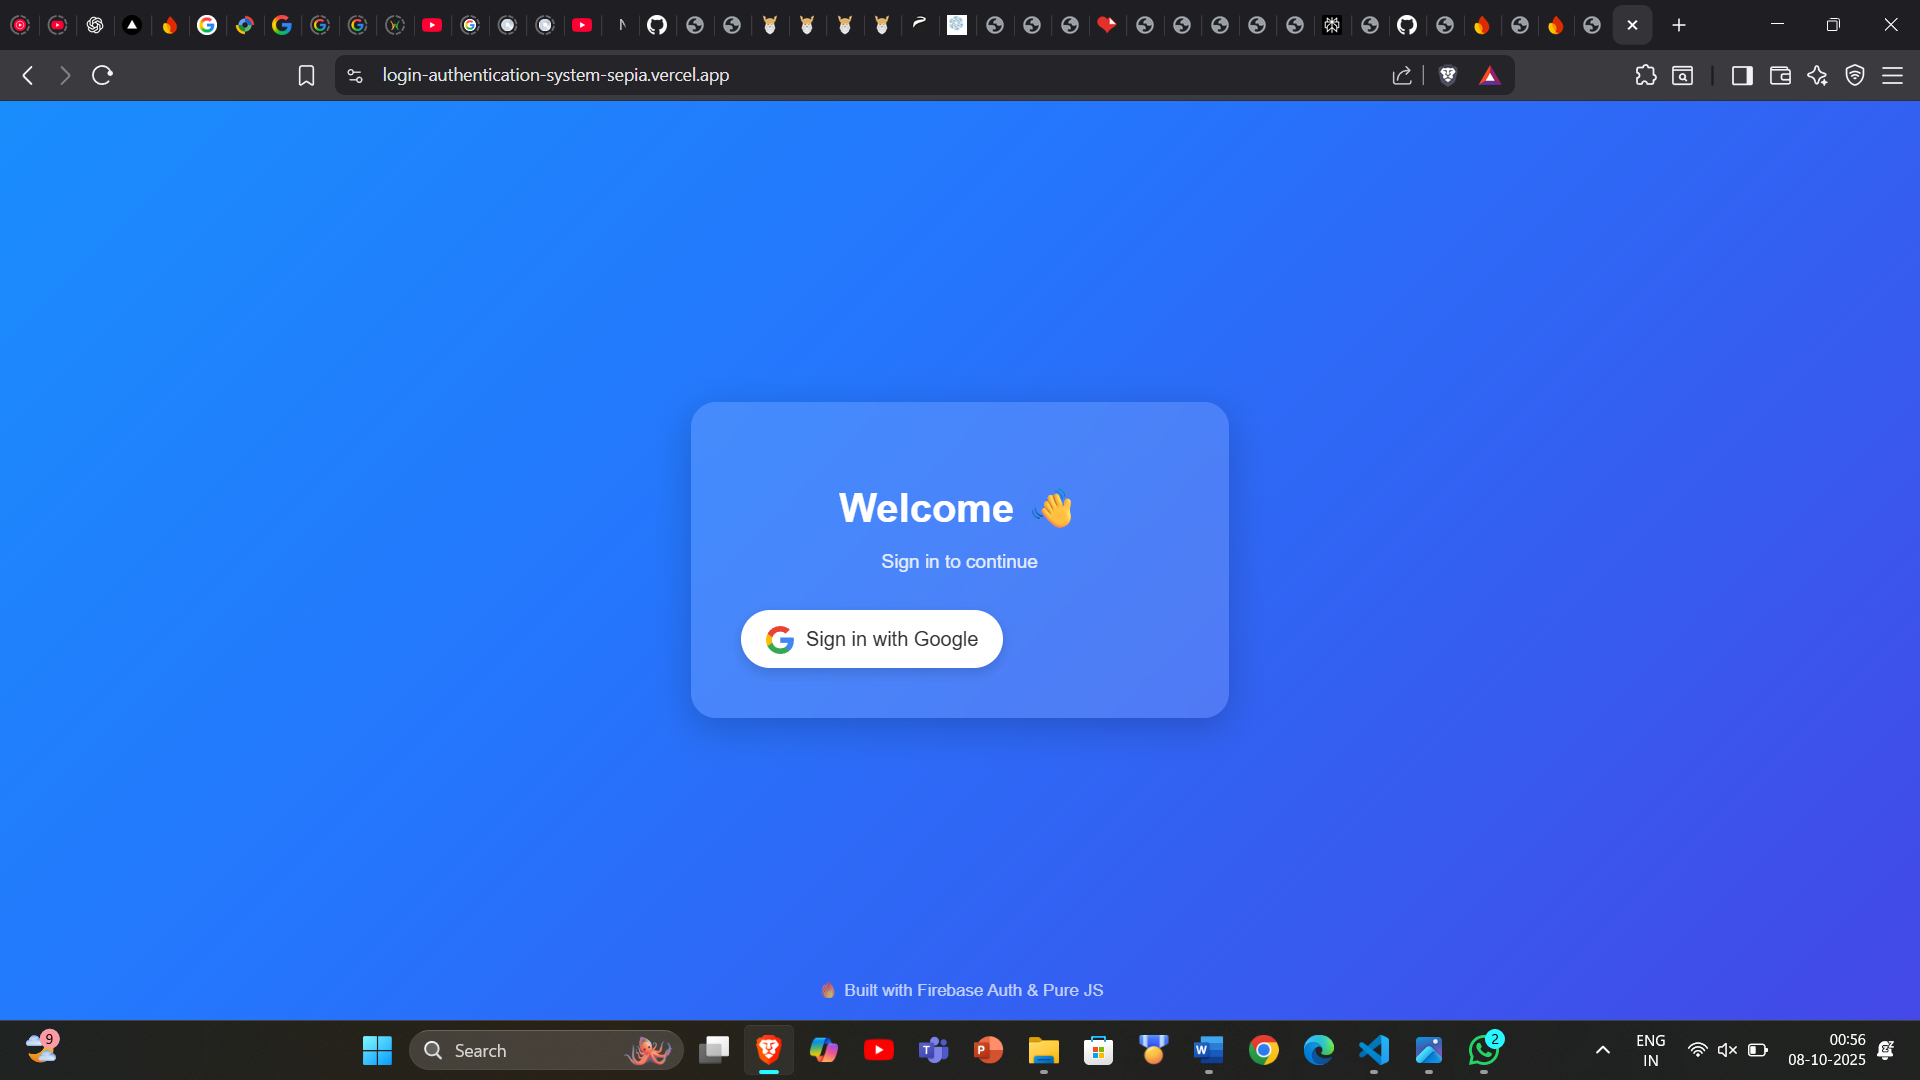 login-authentication-system-sepia.vercel.app
Welcome 👋
Sign in to continue
Sign in with Google
Built with Firebase Auth & Pure JS
9
Search
2
ENG
IN
00:56
08-10-2025